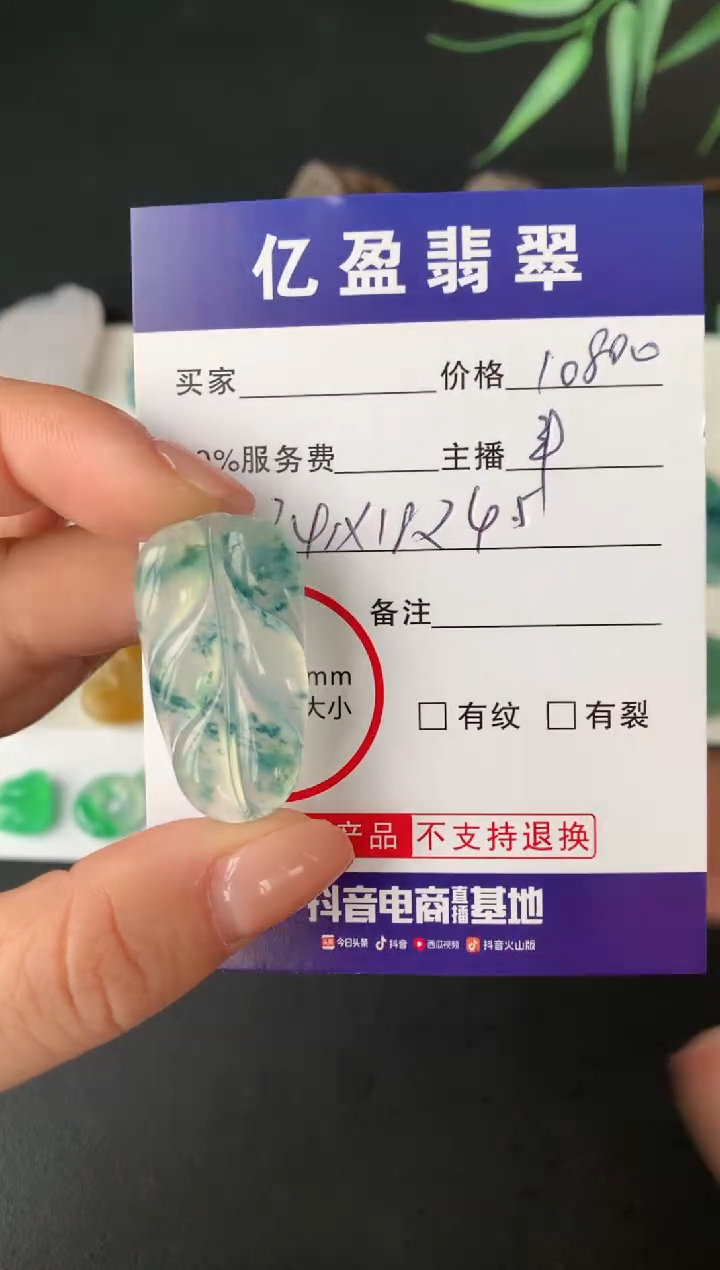 亿盈翡翠
买家 价格 10800
0%服务费 主播
备注
mm
大小
有纹 有裂
产品 不支持退换
抖音电商直播基地
今日头条 抖音 西瓜视频 抖音火山版